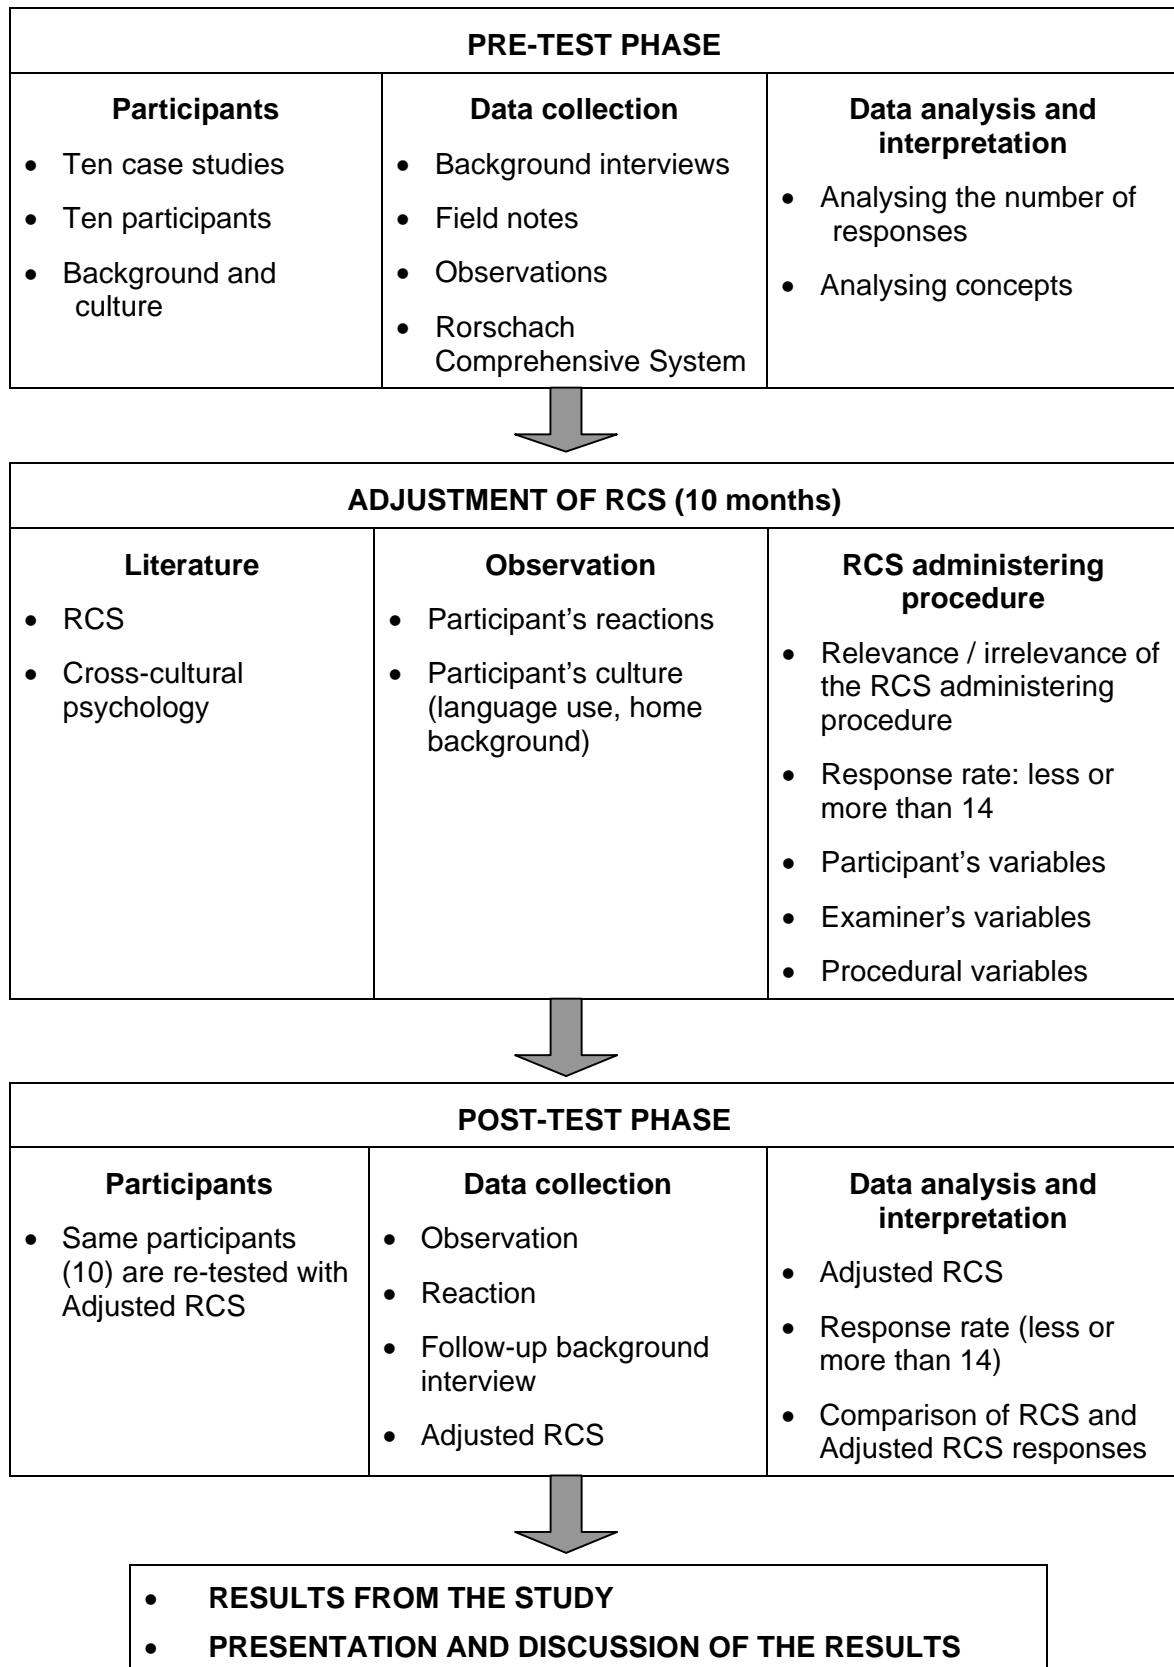 PRE-TEST PHASE
Participants
• Ten case studies
• Ten participants
• Background and
culture
Data collection
• Background interviews
• Field notes
• Observations
• Rorschach
Comprehensive System
Data analysis and
interpretation
• Analysing the number of
responses
• Analysing concepts
ADJUSTMENT OF RCS (10 months)
Literature
• RCS
• Cross-cultural
psychology
Observation
• Participant's reactions
• Participant's culture
(language use, home
background)
RCS administering
procedure
• Relevance / irrelevance of
the RCS administering
procedure
• Response rate: less or
more than 14
• Participant's variables
• Examiner's variables
• Procedural variables
POST-TEST PHASE
Participants
• Same participants
(10) are re-tested with
Adjusted RCS
Data collection
• Observation
• Reaction
• Follow-up background
interview
• Adjusted RCS
Data analysis and
interpretation
• Adjusted RCS
• Response rate (less or
more than 14)
• Comparison of RCS and
Adjusted RCS responses
• RESULTS FROM THE STUDY
• PRESENTATION AND DISCUSSION OF THE RESULTS